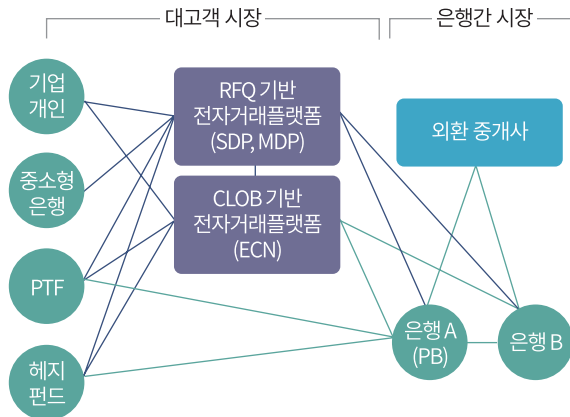 대고객 시장
은행간 시장
기업
개인
중소형
은행
PTF
헤지
펀드
RFQ 기반
전자거래플랫폼
(SDP, MDP)
CLOB 기반
전자거래플랫폼
(ECN)
외환 중개사
은행 A
(PB)
은행 B